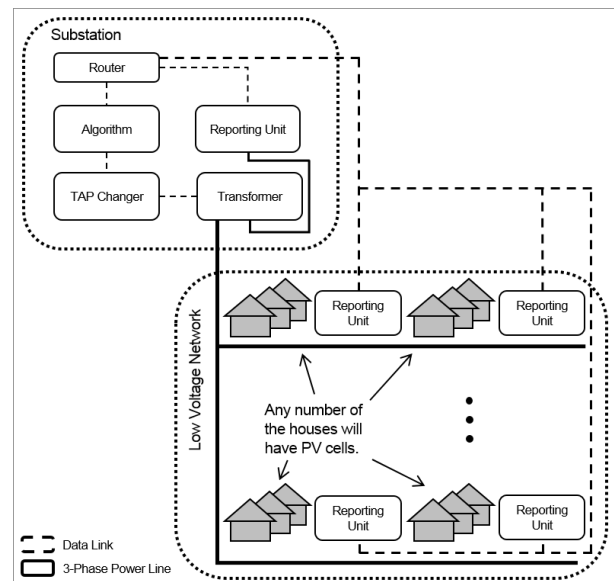 Substation
Router
Algorithm
Reporting Unit
TAP Changer
Transformer
Low Voltage Network
Reporting
Unit
Reporting
Unit
Any number of
the houses will
have PV cells.
Reporting
Unit
Reporting
Unit
Data Link
3-Phase Power Line